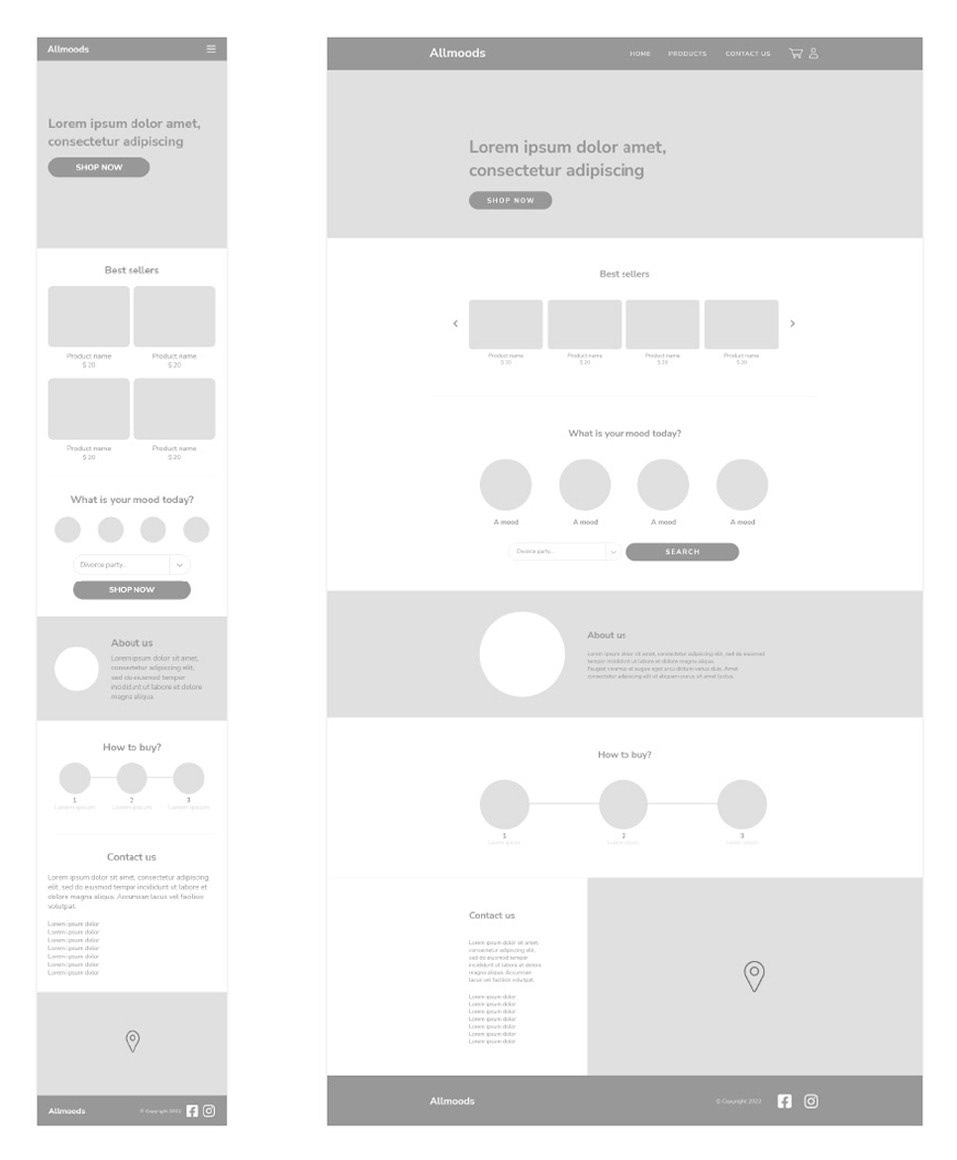 Allmoods
Lorem ipsum dolor amet,
consectetur adipiscing
SHOP NOW
Best sellers
Product name
$ 20
Product name
$ 20
Product name
$ 20
Product name
$ 20
What is your mood today?
Divorce party...
SHOP NOW
About us
Lorem ipsum dolor sit amet,
consectetur adipiscing elit,
sed do eiusmod tempor
incididunt ut labore et dolore
magna aliqua.
How to buy?
1
Lorem ipsum
2
Lorem ipsum
3
Lorem ipsum
Contact us
Lorem ipsum dolor sit amet, consectetur adipiscing
elit, sed do eiusmod tempor incididunt ut labore et
dolore magna aliqua. Accumsan lacus vel facilisis
volutpat.
Lorem ipsum dolor
Lorem ipsum dolor
Lorem ipsum dolor
Lorem ipsum dolor
Lorem ipsum dolor
Lorem ipsum dolor
Lorem ipsum dolor
Allmoods
© Copyright 2022
Allmoods
HOME PRODUCTS CONTACT US
Lorem ipsum dolor amet,
consectetur adipiscing
SHOP NOW
Best sellers
Product name
$ 20
Product name
$ 20
Product name
$ 20
Product name
$ 20
What is your mood today?
A mood
A mood
A mood
A mood
Divorce party...
SEARCH
About us
Lorem ipsum dolor sit amet, consectetur adipiscing elit, sed do eiusmod
tempor incididunt ut labore et dolore magna aliqua.
Feugiat vivamus at augue eget arcu dictum varius duis. Amet
consectetur adipiscing elit ut aliquam purus sit amet luctus.
How to buy?
1
Lorem ipsum
2
Lorem ipsum
3
Lorem ipsum
Contact us
Lorem ipsum dolor sit amet,
consectetur adipiscing elit,
sed do eiusmod tempor
incididunt ut labore et dolore
magna aliqua. Accumsan
lacus vel facilisis volutpat.
Lorem ipsum dolor
Lorem ipsum dolor
Lorem ipsum dolor
Lorem ipsum dolor
Lorem ipsum dolor
Lorem ipsum dolor
Lorem ipsum dolor
Allmoods
© Copyright 2022